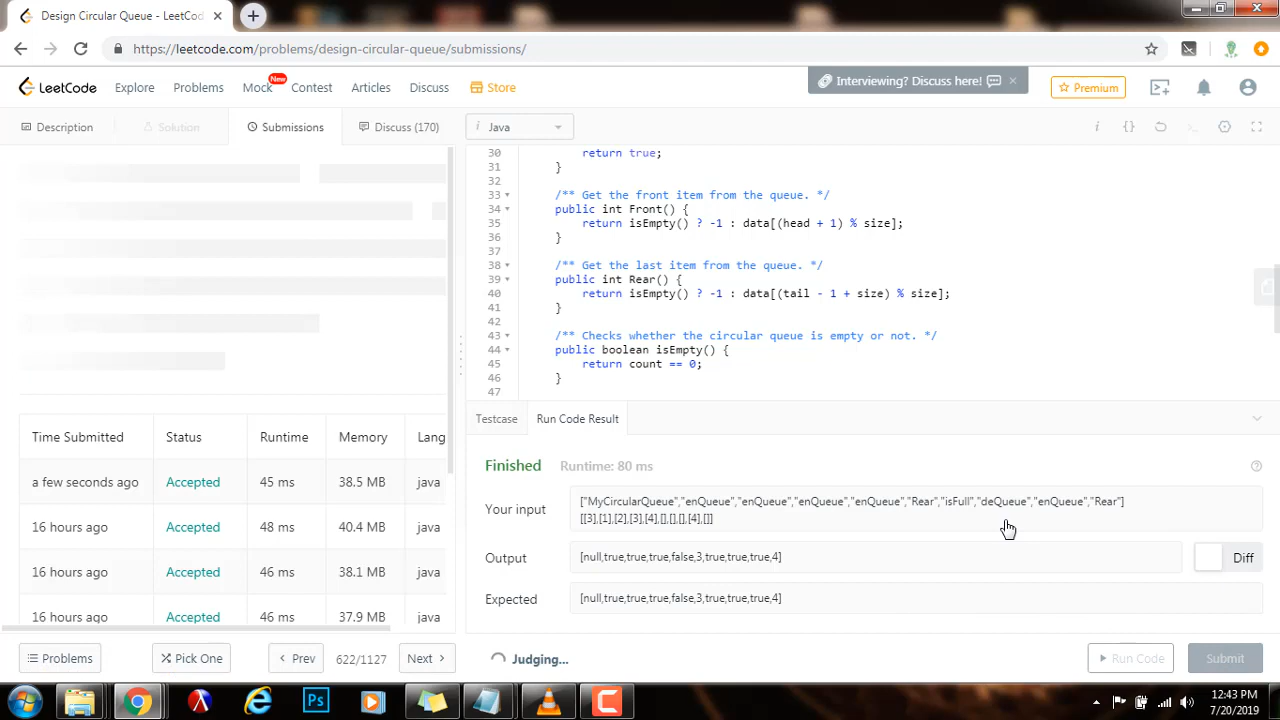 Design Circular Queue - LeetCod
https://leetcode.com/problems/design-circular-queue/submissions/
LeetCode
Explore
Problems
Mock
New
Contest
Articles
Discuss
Store
Interviewing? Discuss here!
Premium
Description
Solution
Submissions
Discuss (170)
Java
30 return true;
31 }
32
33 /** Get the front item from the queue. */
34 public int Front() {
35 return isEmpty() ? -1 : data[(head + 1) % size];
36 }
37
38 /** Get the last item from the queue. */
39 public int Rear() {
40 return isEmpty() ? -1 : data[(tail - 1 + size) % size];
41 }
42
43 /** Checks whether the circular queue is empty or not. */
44 public boolean isEmpty() {
45 return count == 0;
46 }
47
Testcase
Run Code Result
Finished
Runtime: 80 ms
Your input
["MyCircularQueue","enQueue","enQueue","enQueue","enQueue","Rear","isFull","deQueue","enQueue","Rear"]
[[3],[1],[2],[3],[4],[],[],[],[4],[]]
Output
[null,true,true,true,false,3,true,true,true,4]
Diff
Expected
[null,true,true,true,false,3,true,true,true,4]
Time Submitted Status Runtime Memory Lang
a few seconds ago Accepted 45 ms 38.5 MB java
16 hours ago Accepted 48 ms 40.4 MB java
16 hours ago Accepted 46 ms 38.1 MB java
16 hours ago Accepted 46 ms 37.9 MB java
Problems
Pick One
Prev
622/1127
Next
Judging...
Run Code
Submit
Ps
12:43 PM
7/20/2019